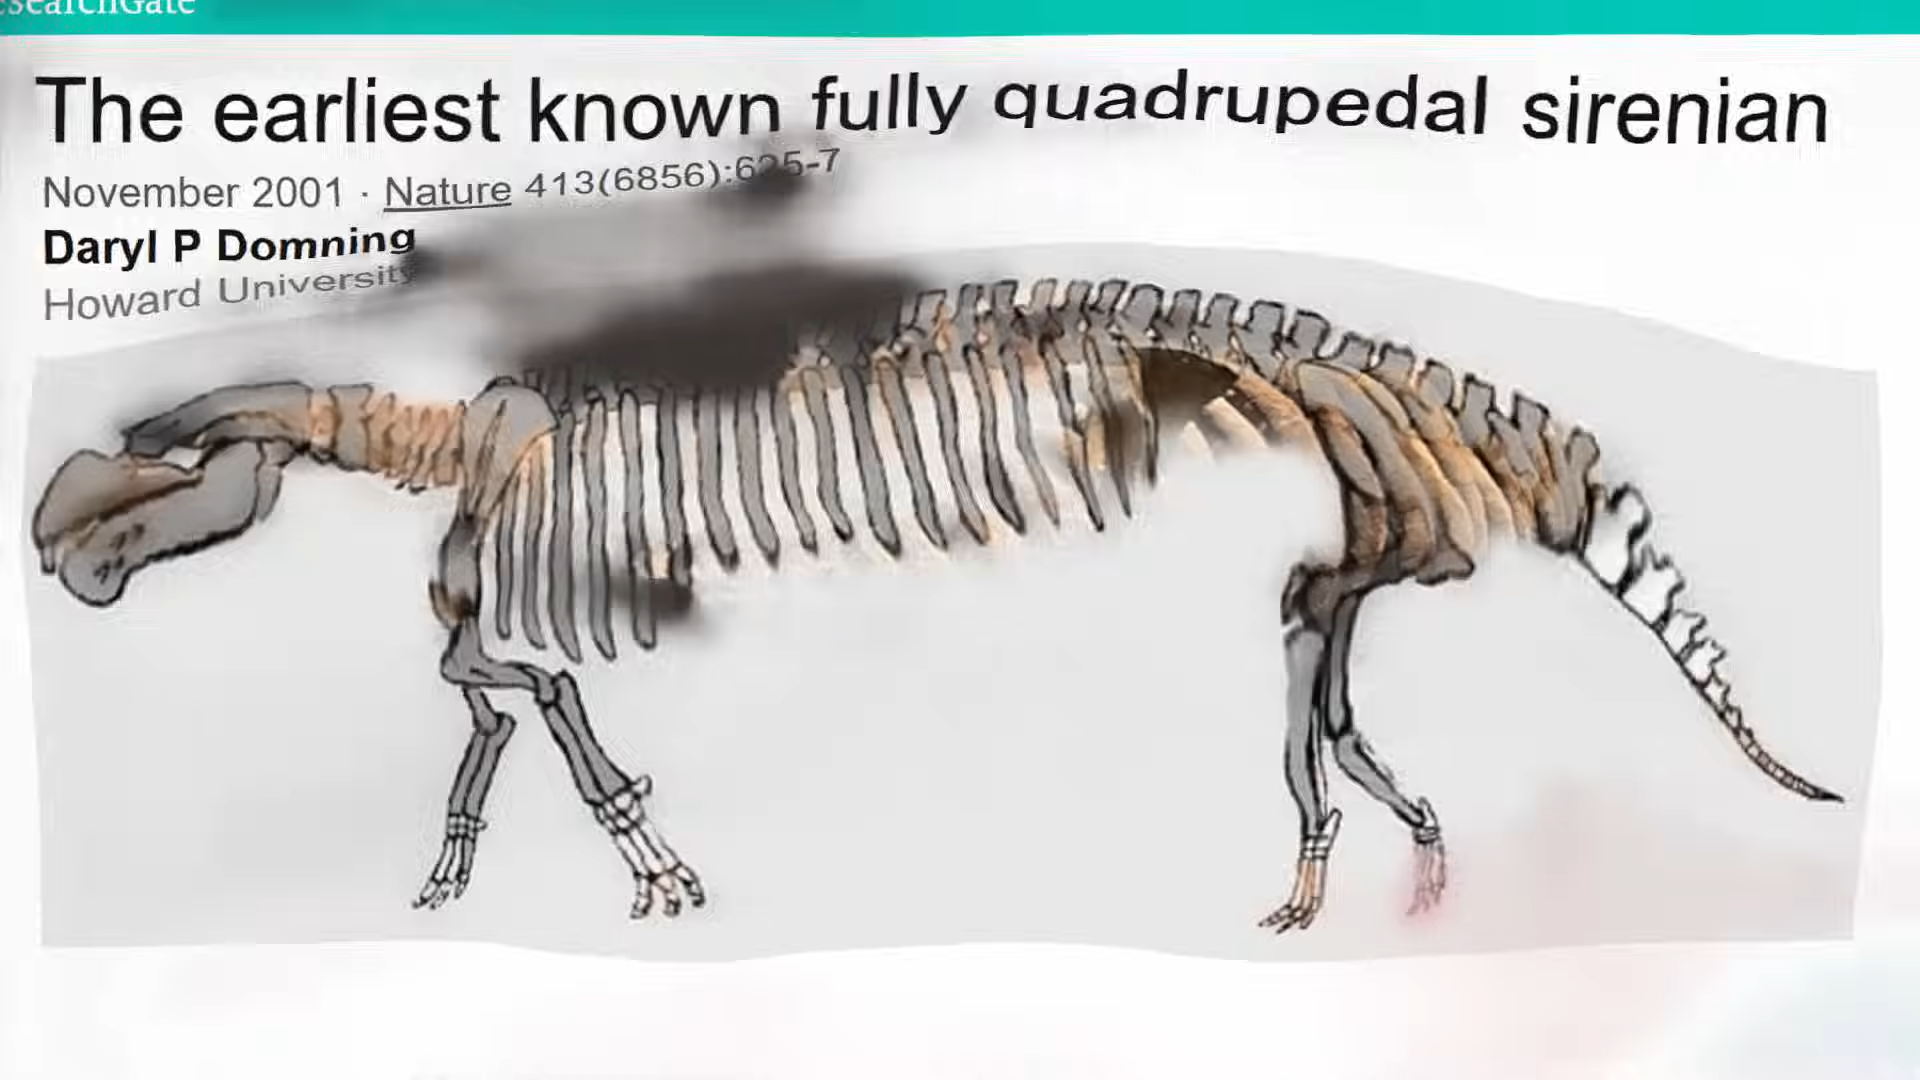 The earliest known fully quadrupedal sirenian
November 2001 · Nature 413(6856):625-7
Daryl P Domning
Howard University